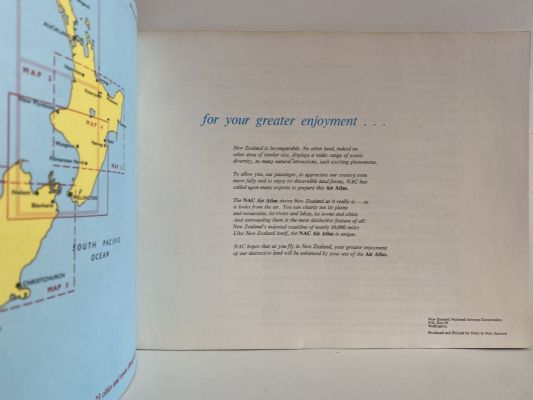 AUCKLAND
MAP 2
New Plymouth
MAP 4
Wanganui
Palmerston North
WELLINGTON
Blenheim
SOUTH PACIFIC
OCEAN
CHRISTCHURCH
MAP 5
for your greater enjoyment . . .
New Zealand is incomparable. No other land, indeed no
other area of similar size, displays a wider range of scenic
diversity, so many natural attractions, such exciting phenomena.
To allow you, our passenger, to appreciate our country even
more fully and to enjoy its discernible land forms, NAC has
called upon many experts to prepare this Air Atlas.
The NAC Air Atlas shows New Zealand as it really is — as
it looks from the air. You can clearly see its plains
and mountains, its rivers and lakes, its towns and cities.
And surrounding them is the most distinctive feature of all:
New Zealand's indented coastline of nearly 10,000 miles
Like New Zealand itself, the NAC Air Atlas is unique.
NAC hopes that as you fly in New Zealand, your greater enjoyment
of our distinctive land will be enhanced by your use of the Air Atlas.
New Zealand National Airways Corporation
P.O. Box 96
Wellington.
Produced and Printed by NAC in New Zealand